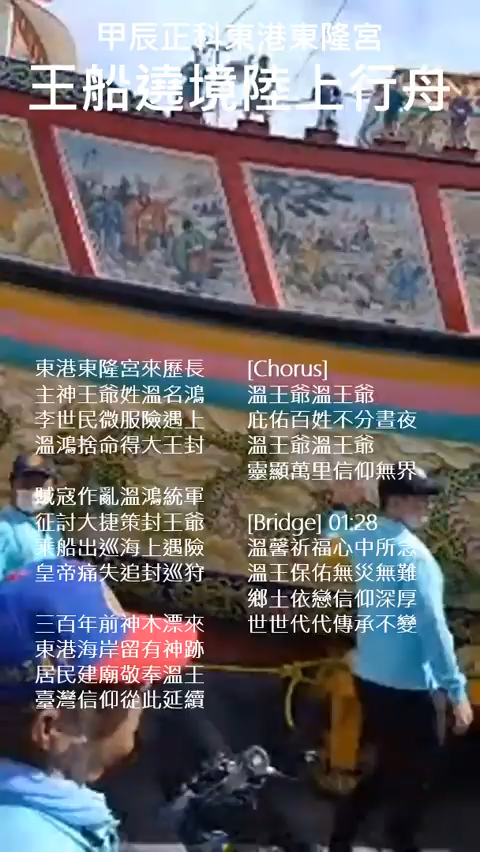 甲辰正科東港東隆宮
王船遶境陸上行舟
東港東隆宮來歷長
主神王爺姓溫名鴻
李世民微服險遇上
溫鴻捨命得大王封
賊寇作亂溫鴻統軍
征討大捷策封王爺
乘船出巡海上遇險
皇帝痛失追封巡狩
三百年前神木漂來
東港海岸留有神跡
居民建廟敬奉溫王
臺灣信仰從此延續
[Chorus]
溫王爺溫王爺
庇佑百姓不分晝夜
溫王爺溫王爺
靈顯萬里信仰無界
[Bridge] 01:28
溫馨祈福心中所念
溫王保佑無災無難
鄉土依戀信仰深厚
世世代代傳承不變